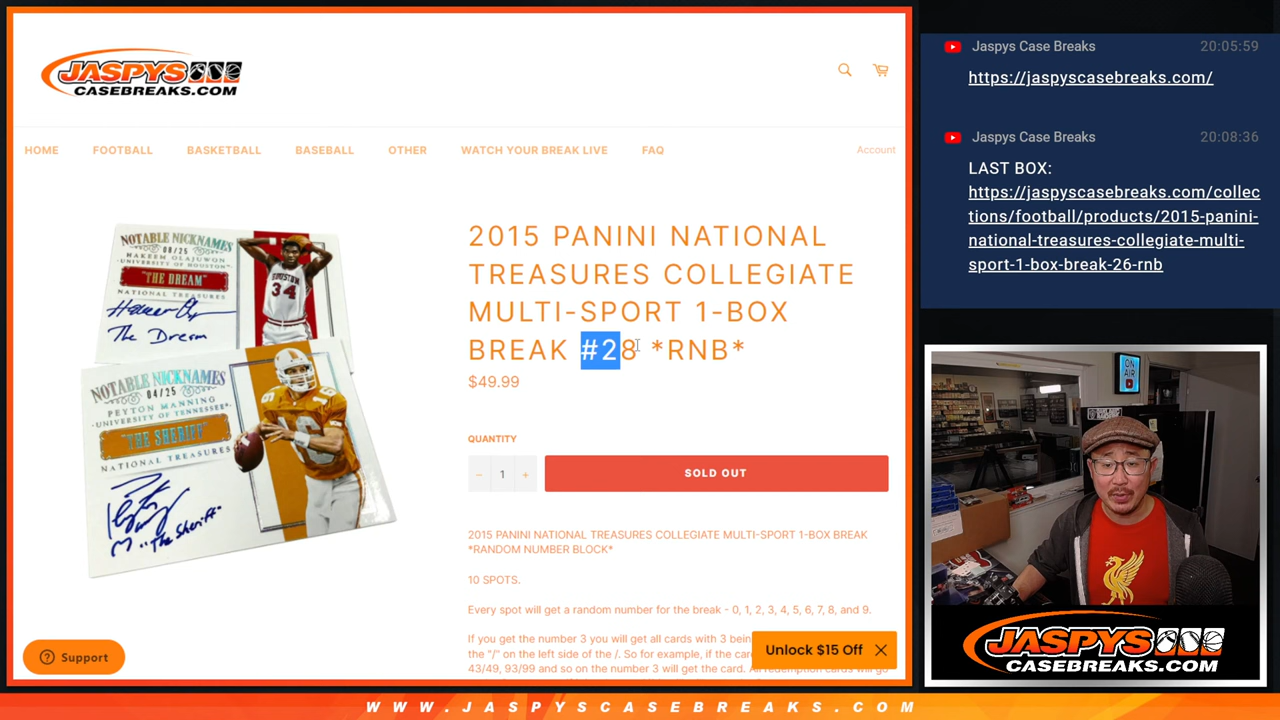 JASPYS
CASEBREAKS.COM
HOME FOOTBALL BASKETBALL BASEBALL OTHER WATCH YOUR BREAK LIVE FAQ Account
NOTABLE NICKNAMES
08/25
HAKEEM OLAJUWON
UNIVERSITY OF HOUSTON
"THE DREAM"
NATIONAL TREASURES
The Dream
HOUSTON
34
NOTABLE NICKNAMES
04/25
PEYTON MANNING
UNIVERSITY OF TENNESSEE
"THE SHERIFF"
NATIONAL TREASURES
"The Sheriff"
16
2015 PANINI NATIONAL
TREASURES COLLEGIATE
MULTI-SPORT 1-BOX
BREAK #28 *RNB*
$49.99
QUANTITY
− 1 + SOLD OUT
2015 PANINI NATIONAL TREASURES COLLEGIATE MULTI-SPORT 1-BOX BREAK
*RANDOM NUMBER BLOCK*
10 SPOTS.
Every spot will get a random number for the break - 0, 1, 2, 3, 4, 5, 6, 7, 8, and 9.
If you get the number 3 you will get all cards with 3 bein
the "/" on the left side of the /. So for example, if the car
43/49, 93/99 and so on the number 3 will get the card. All redemption cards will go
Support
Unlock $15 Off
Jaspys Case Breaks 20:05:59
https://jaspyscasebreaks.com/
Jaspys Case Breaks 20:08:36
LAST BOX:
https://jaspyscasebreaks.com/collec
tions/football/products/2015-panini-
national-treasures-collegiate-multi-
sport-1-box-break-26-rnb
ON
AIR
JASPYS
CASEBREAKS.COM
WWW.JASPYSCASEBREAKS.COM